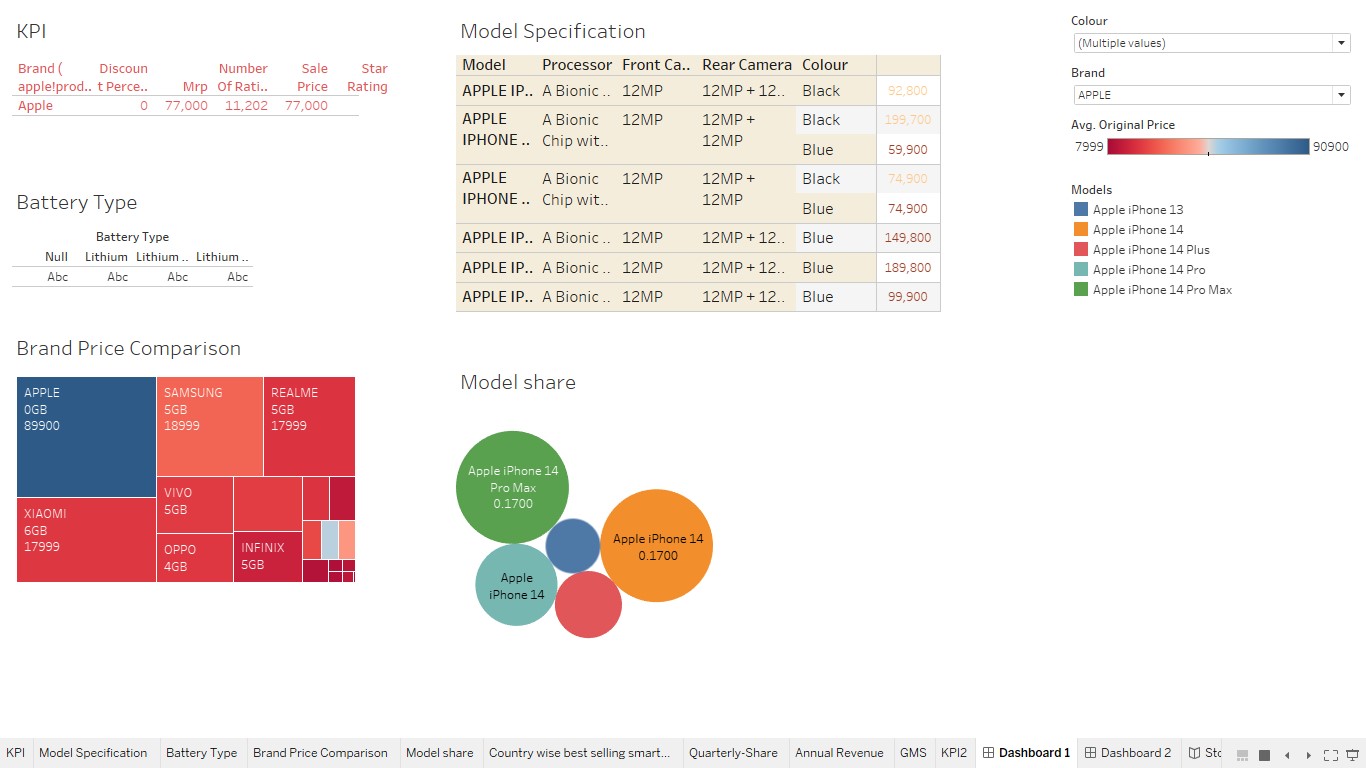 KPI
Brand ( Discoun Number Sale Star
apple!prod.. t Perce.. Mrp Of Rati.. Price Rating
Apple 0 77,000 11,202 77,000
Battery Type
Battery Type
Null Lithium Lithium .. Lithium ..
Abc Abc Abc Abc
Brand Price Comparison
APPLE
0GB
89900
SAMSUNG
5GB
18999
REALME
5GB
17999
XIAOMI
6GB
17999
VIVO
5GB
OPPO
4GB
INFINIX
5GB
Model Specification
Model Processor Front Ca.. Rear Camera Colour
APPLE IP.. A Bionic .. 12MP 12MP + 12.. Black 92,800
APPLE A Bionic 12MP 12MP + Black 199,700
IPHONE .. Chip wit.. 12MP
Blue 59,900
APPLE A Bionic 12MP 12MP + Black 74,900
IPHONE .. Chip wit.. 12MP
Blue 74,900
APPLE IP.. A Bionic .. 12MP 12MP + 12.. Blue 149,800
APPLE IP.. A Bionic .. 12MP 12MP + 12.. Blue 189,800
APPLE IP.. A Bionic .. 12MP 12MP + 12.. Blue 99,900
Model share
Apple iPhone 14
Pro Max
0.1700
Apple iPhone 14
0.1700
Apple
iPhone 14
Colour
(Multiple values)
Brand
APPLE
Avg. Original Price
7999 90900
Models
Apple iPhone 13
Apple iPhone 14
Apple iPhone 14 Plus
Apple iPhone 14 Pro
Apple iPhone 14 Pro Max
KPI Model Specification Battery Type Brand Price Comparison Model share Country wise best selling smart... Quarterly-Share Annual Revenue GMS KPI2 Dashboard 1 Dashboard 2 Sto